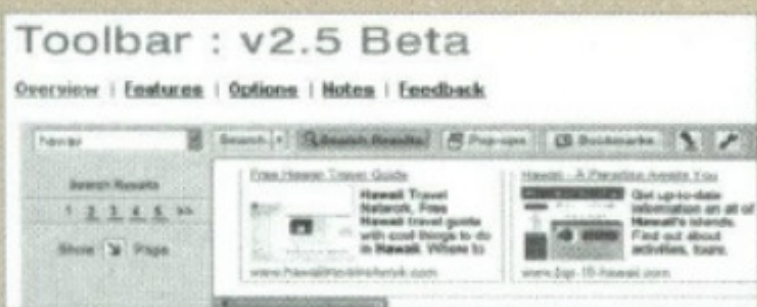 Toolbar : v2.5 Beta
Overview | Features | Options | Notes | Feedback
hawaii Search Search Results Pop-ups Bookmarks
Search Results
1 2 3 4 5 >>
Show Page
Free Hawaii Travel Guide
Hawaii Travel
Network. Free
Hawaii travel guide
with cool things to do
in Hawaii. Where to
Hawaii - A Paradise Awaits You
Get up-to-date
information on all of
Hawaii's islands.
Find out about
activities, tours.
www.top-10-hawaii.com